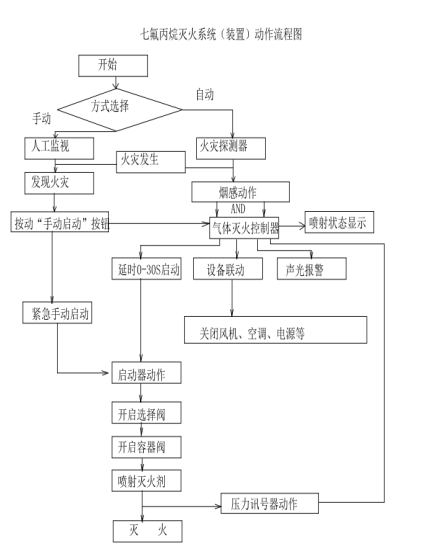 七氟丙烷灭火系统（装置）动作流程图
开始
方式选择
自动
手动
人工监视
火灾发生
火灾探测器
发现火灾
烟感动作
AND
按动“手动启动”按钮
气体灭火控制器
喷射状态显示
延时0-30S启动
设备联动
声光报警
紧急手动启动
关闭风机、空调、电源等
启动器动作
开启选择阀
开启容器阀
喷射灭火剂
压力讯号器动作
灭 火